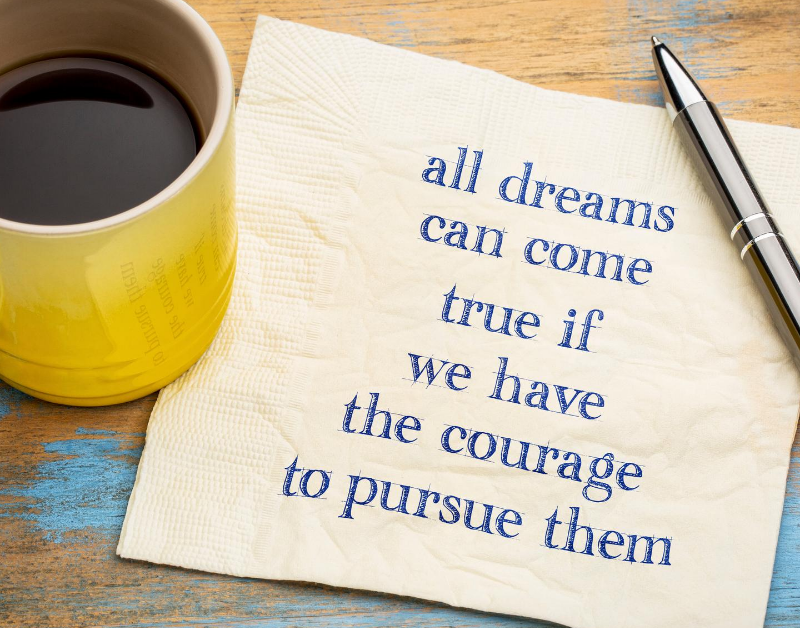 all dreams
can come
true if
we have
the courage
to pursue them